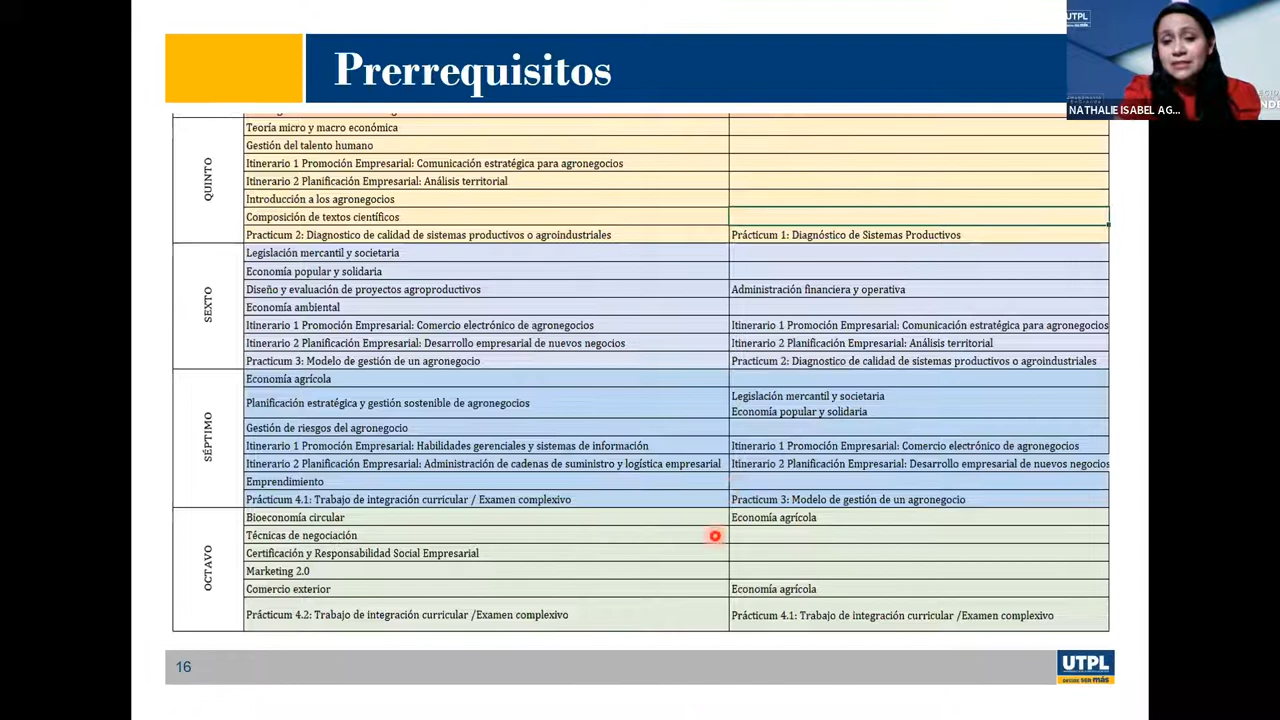 UTPL
Prerrequisitos
NATHALIE ISABEL AG...
QUINTO
Teoría micro y macro económica
Gestión del talento humano
Itinerario 1 Promoción Empresarial: Comunicación estratégica para agronegocios
Itinerario 2 Planificación Empresarial: Análisis territorial
Introducción a los agronegocios
Composición de textos científicos
Practicum 2: Diagnostico de calidad de sistemas productivos o agroindustriales Prácticum 1: Diagnóstico de Sistemas Productivos
SEXTO
Legislación mercantil y societaria
Economía popular y solidaria
Diseño y evaluación de proyectos agroproductivos Administración financiera y operativa
Economía ambiental
Itinerario 1 Promoción Empresarial: Comercio electrónico de agronegocios Itinerario 1 Promoción Empresarial: Comunicación estratégica para agronegocios
Itinerario 2 Planificación Empresarial: Desarrollo empresarial de nuevos negocios Itinerario 2 Planificación Empresarial: Análisis territorial
Practicum 3: Modelo de gestión de un agronegocio Practicum 2: Diagnostico de calidad de sistemas productivos o agroindustriales
SÉPTIMO
Economía agrícola
Planificación estratégica y gestión sostenible de agronegocios Legislación mercantil y societaria
Economía popular y solidaria
Gestión de riesgos del agronegocio
Itinerario 1 Promoción Empresarial: Habilidades gerenciales y sistemas de información Itinerario 1 Promoción Empresarial: Comercio electrónico de agronegocios
Itinerario 2 Planificación Empresarial: Administración de cadenas de suministro y logística empresarial Itinerario 2 Planificación Empresarial: Desarrollo empresarial de nuevos negocios
Emprendimiento
Prácticum 4.1: Trabajo de integración curricular / Examen complexivo Practicum 3: Modelo de gestión de un agronegocio
OCTAVO
Bioeconomía circular Economía agrícola
Técnicas de negociación
Certificación y Responsabilidad Social Empresarial
Marketing 2.0
Comercio exterior Economía agrícola
Prácticum 4.2: Trabajo de integración curricular /Examen complexivo Prácticum 4.1: Trabajo de integración curricular /Examen complexivo
16
UTPL
DECIDE SER más